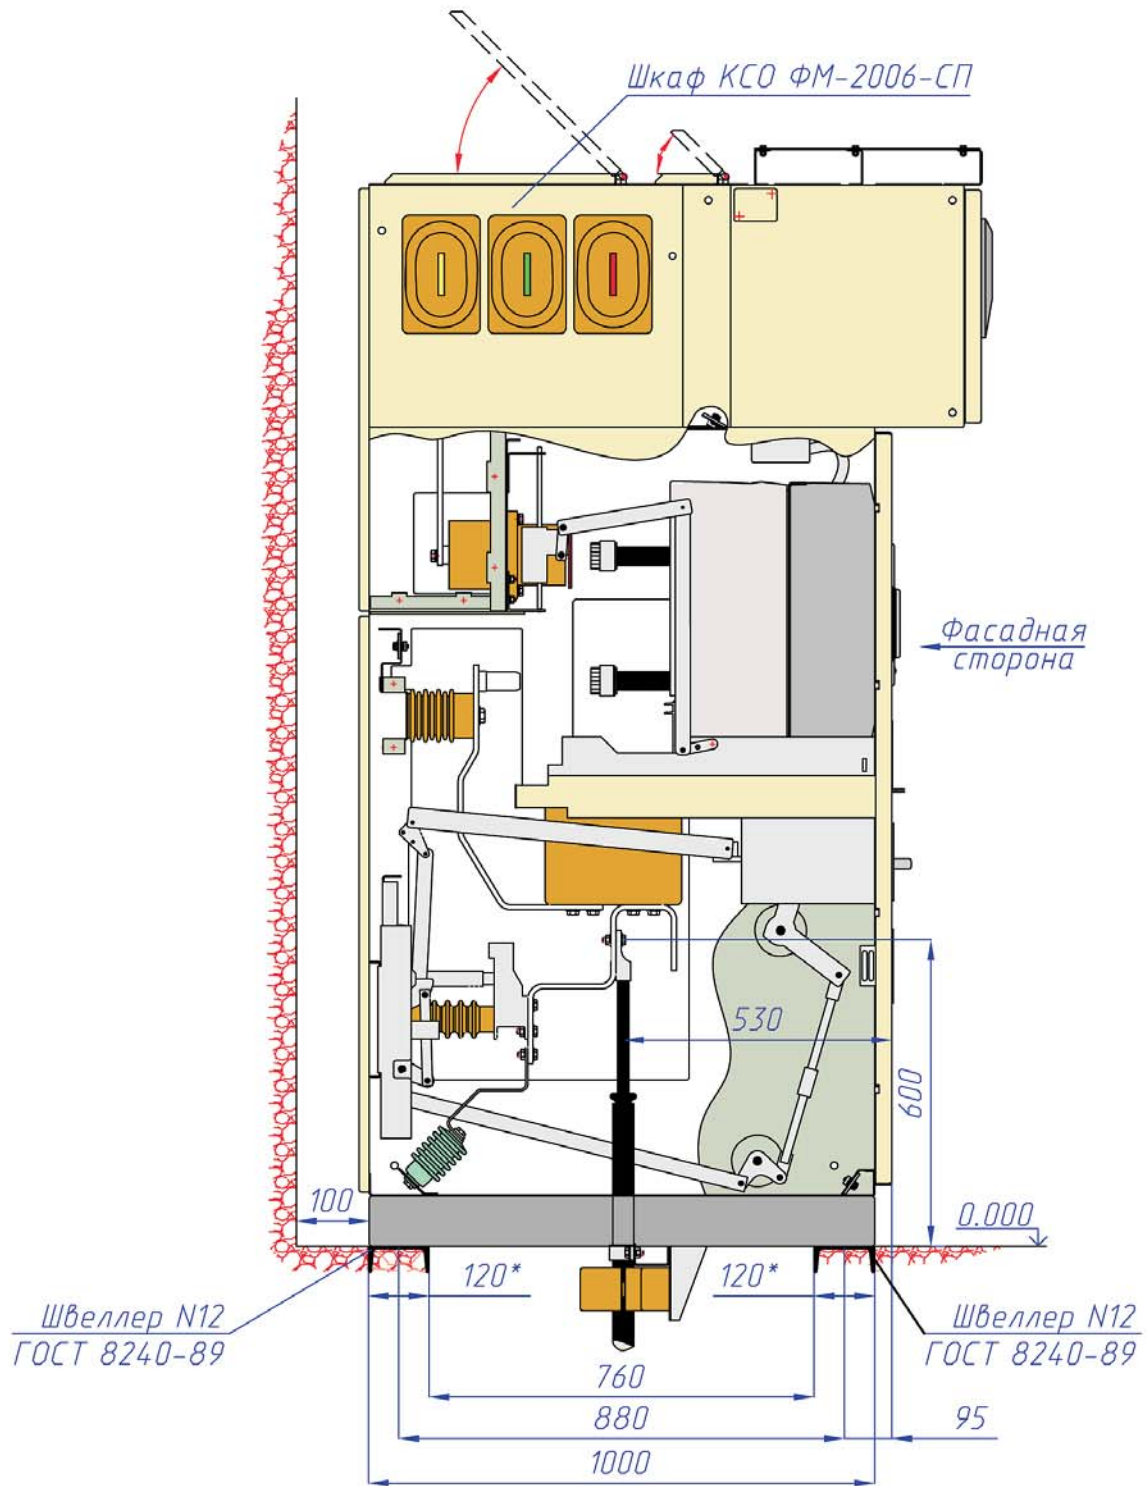 Шкаф КСО ФМ-2006-СП
Фасадная
сторона
530
600
100
0.000
120*
120*
Швеллер N12
ГОСТ 8240-89
Швеллер N12
ГОСТ 8240-89
760
880
95
1000